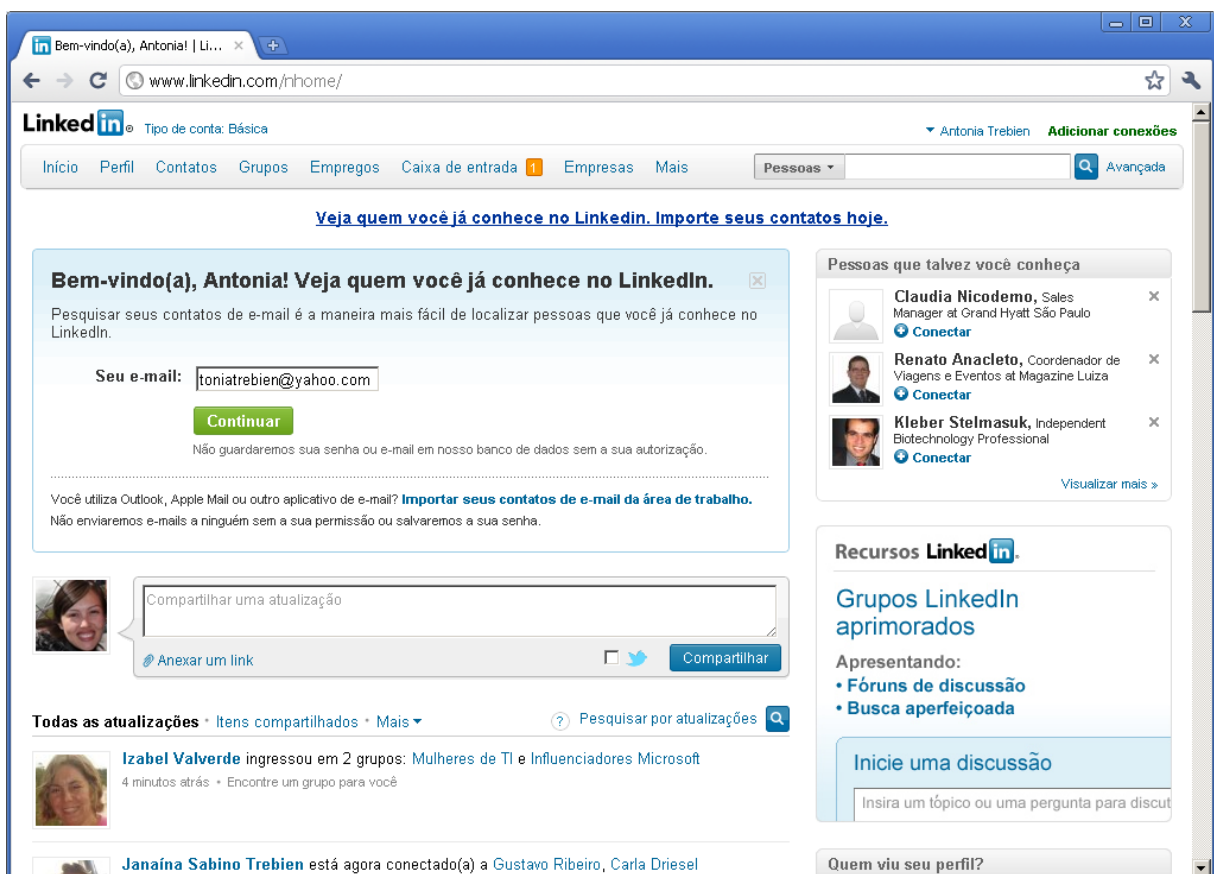 Bem-vindo(a), Antonia! | Li...
www.linkedin.com/nhome/
Linked in® Tipo de conta: Básica
Antonia Trebien Adicionar conexões
Início Perfil Contatos Grupos Empregos Caixa de entrada 1 Empresas Mais Pessoas Avançada
Veja quem você já conhece no Linkedin. Importe seus contatos hoje.
Bem-vindo(a), Antonia! Veja quem você já conhece no LinkedIn.
Pesquisar seus contatos de e-mail é a maneira mais fácil de localizar pessoas que você já conhece no
LinkedIn.
Seu e-mail: toniatrebien@yahoo.com
Continuar
Não guardaremos sua senha ou e-mail em nosso banco de dados sem a sua autorização.
Você utiliza Outlook, Apple Mail ou outro aplicativo de e-mail? Importar seus contatos de e-mail da área de trabalho.
Não enviaremos e-mails a ninguém sem a sua permissão ou salvaremos a sua senha.
Compartilhar uma atualização
Anexar um link
Compartilhar
Todas as atualizações • Itens compartilhados • Mais
? Pesquisar por atualizações
Izabel Valverde ingressou em 2 grupos: Mulheres de TI e Influenciadores Microsoft
4 minutos atrás • Encontre um grupo para você
Janaína Sabino Trebien está agora conectado(a) a Gustavo Ribeiro, Carla Driesel
Pessoas que talvez você conheça
Claudia Nicodemo, Sales
Manager at Grand Hyatt São Paulo
Conectar
Renato Anacleto, Coordenador de
Viagens e Eventos at Magazine Luiza
Conectar
Kleber Stelmasuk, Independent
Biotechnology Professional
Conectar
Visualizar mais »
Recursos Linked in.
Grupos LinkedIn
aprimorados
Apresentando:
• Fóruns de discussão
• Busca aperfeiçoada
Inicie uma discussão
Insira um tópico ou uma pergunta para discut
Quem viu seu perfil?